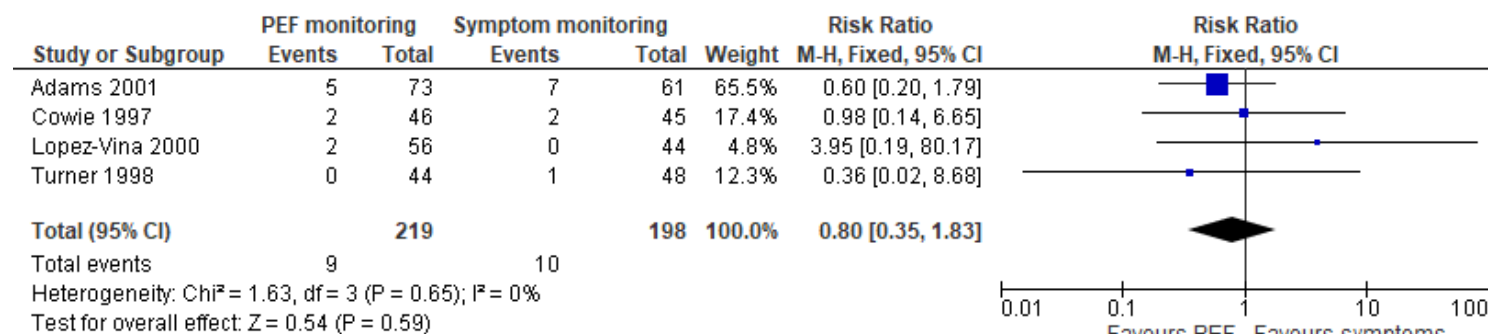 PEF monitoring Symptom monitoring Risk Ratio Risk Ratio
Study or Subgroup Events Total Events Total Weight M-H, Fixed, 95% CI M-H, Fixed, 95% CI
Adams 2001 5 73 7 61 65.5% 0.60 [0.20, 1.79]
Cowie 1997 2 46 2 45 17.4% 0.98 [0.14, 6.65]
Lopez-Vina 2000 2 56 0 44 4.8% 3.95 [0.19, 80.17]
Turner 1998 0 44 1 48 12.3% 0.36 [0.02, 8.68]
Total (95% CI) 219 198 100.0% 0.80 [0.35, 1.83]
Total events 9 10
Heterogeneity: Chi² = 1.63, df = 3 (P = 0.65); I² = 0%
0.01 0.1 1 10 100
Test for overall effect: Z = 0.54 (P = 0.59)
Favours PEF Favours symptoms